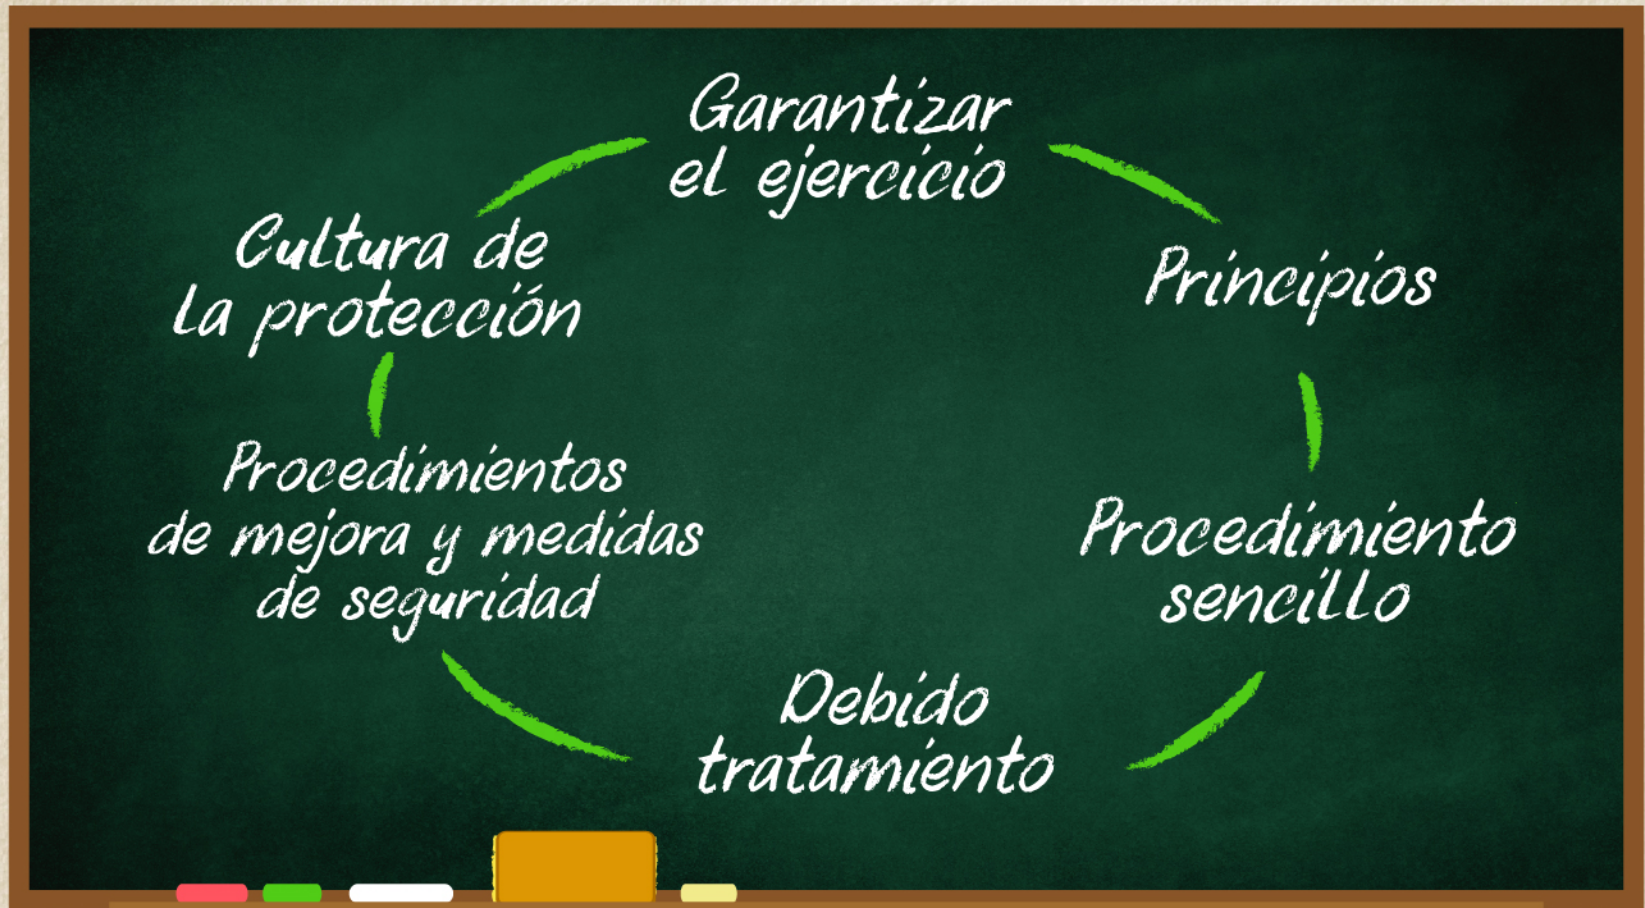 Garantizar
el ejercicio
Principios
Procedimiento
sencillo
Debido
tratamiento
Procedimientos
de mejora y medidas
de seguridad
Cultura de
la protección